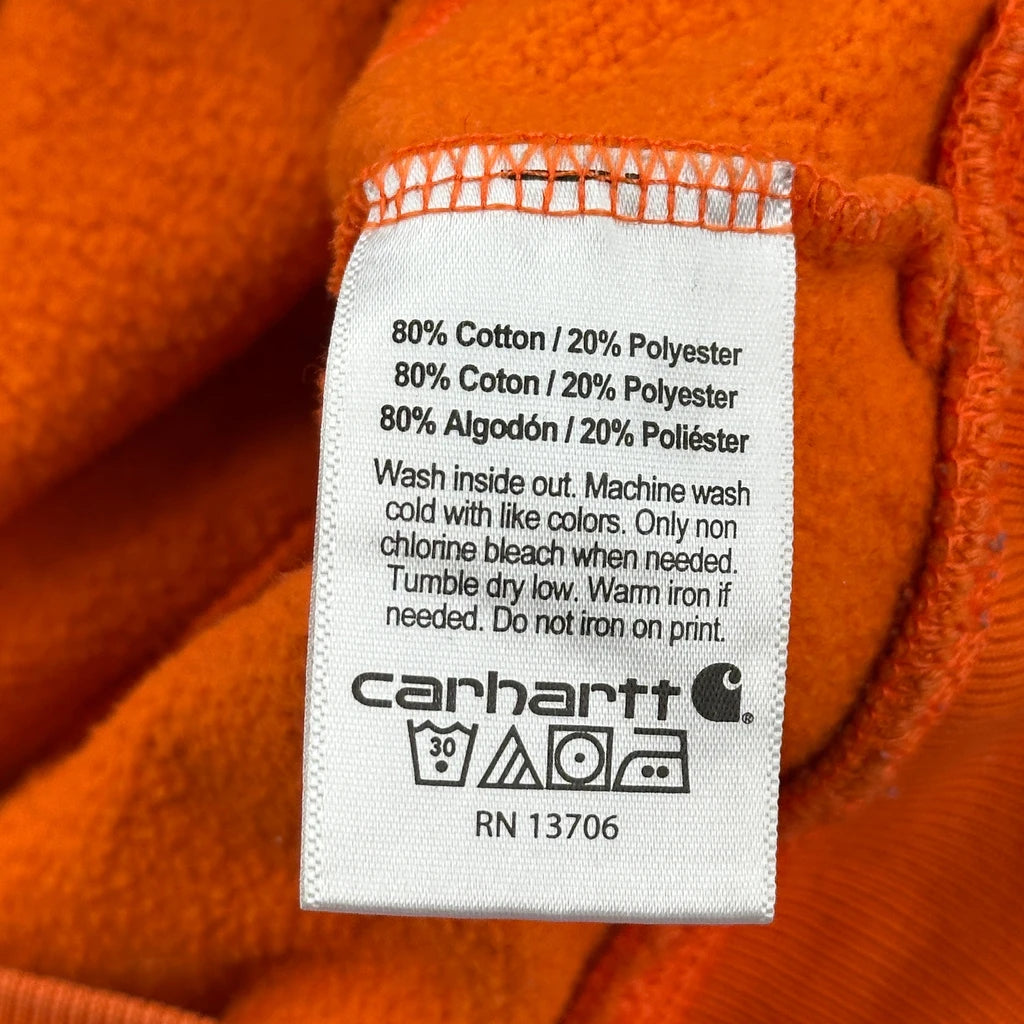 80% Cotton / 20% Polyester
80% Coton / 20% Polyester
80% Algodón / 20% Poliéster
Wash inside out. Machine wash
cold with like colors. Only non
chlorine bleach when needed.
Tumble dry low. Warm iron if
needed. Do not iron on print.
carhartt ®
30
RN 13706